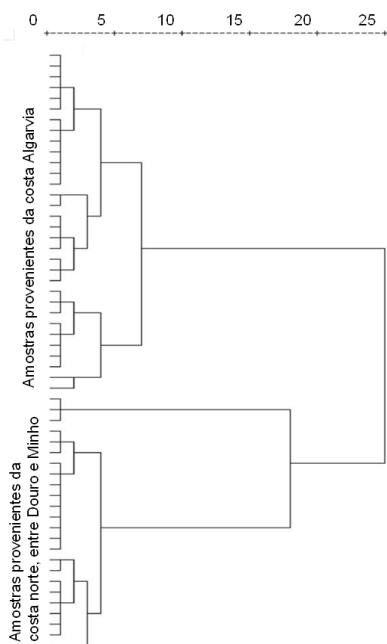 0 5 10 15 20 25
Amostras provenientes da costa Algarvia
Amostras provenientes da
costa norte, entre Douro e Minho